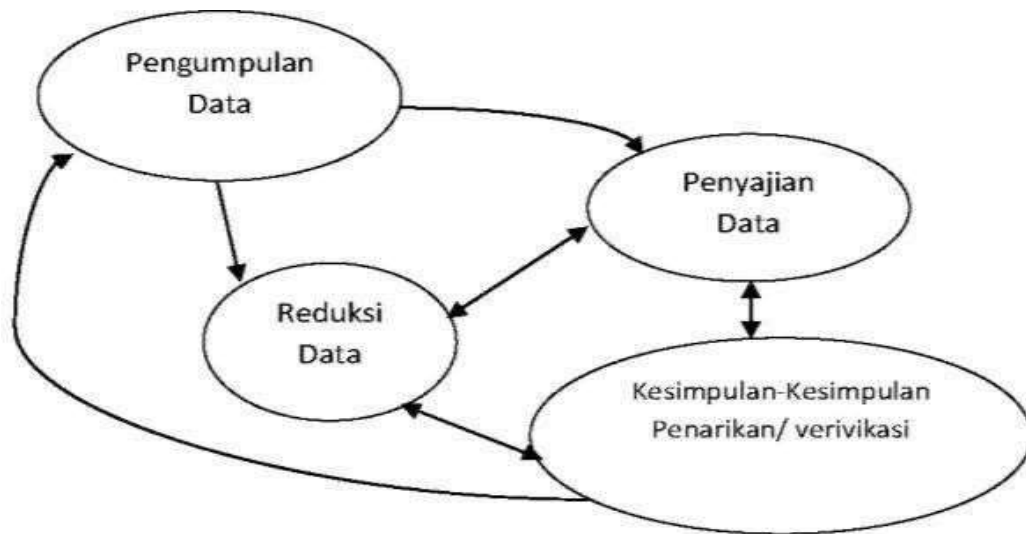 Pengumpulan
Data
Penyajian
Data
Reduksi
Data
Kesimpulan-Kesimpulan
Penarikan/ verivikasi